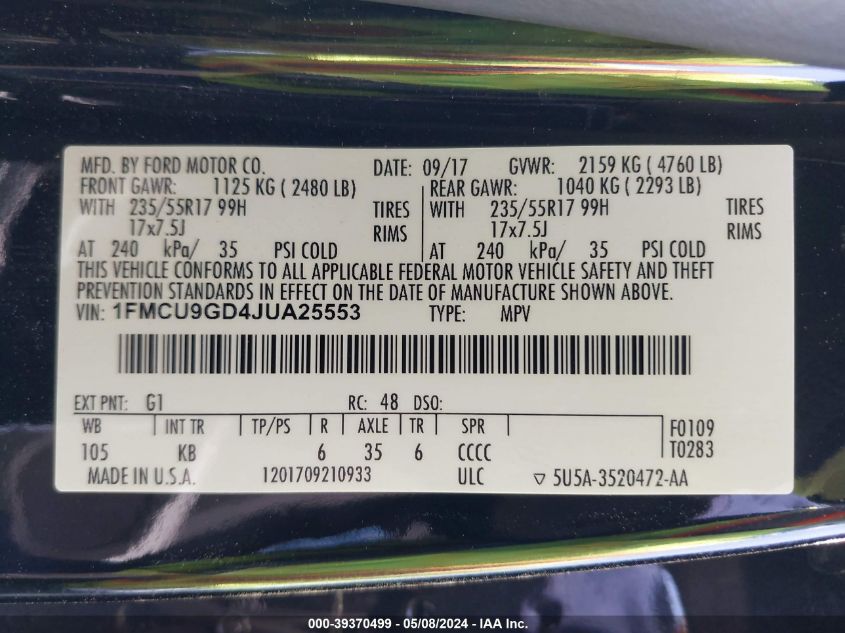 MFD. BY FORD MOTOR CO. DATE: 09/17 GVWR: 2159 KG ( 4760 LB)
FRONT GAWR: 1125 KG ( 2480 LB) REAR GAWR: 1040 KG ( 2293 LB)
WITH 235/55R17 99H TIRES WITH 235/55R17 99H TIRES
17x7.5J RIMS 17x7.5J RIMS
AT 240 kPa/ 35 PSI COLD AT 240 kPa/ 35 PSI COLD
THIS VEHICLE CONFORMS TO ALL APPLICABLE FEDERAL MOTOR VEHICLE SAFETY AND THEFT
PREVENTION STANDARDS IN EFFECT ON THE DATE OF MANUFACTURE SHOWN ABOVE.
VIN: 1FMCU9GD4JUA25553 TYPE: MPV
EXT PNT: G1 RC: 48 DSO:
WB INT TR TP/PS R AXLE TR SPR F0109
105 KB 6 35 6 CCCC T0283
MADE IN U.S.A. 1201709210933 ULC ▽ 5U5A-3520472-AA
000-39370499 - 05/08/2024 - IAA Inc.